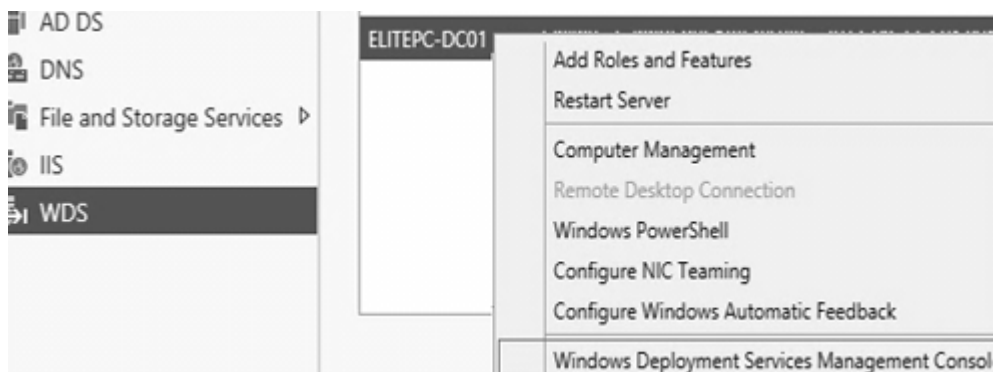 AD DS
DNS
File and Storage Services
IIS
WDS
ELITEPC-DC01
Add Roles and Features
Restart Server
Computer Management
Remote Desktop Connection
Windows PowerShell
Configure NIC Teaming
Configure Windows Automatic Feedback
Windows Deployment Services Management Consol